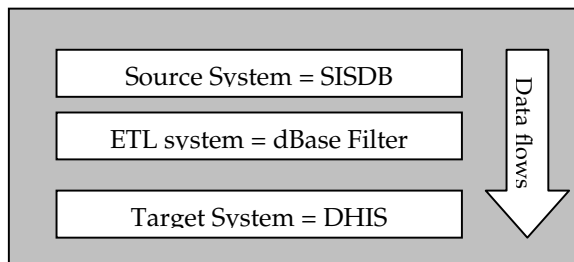 Source System = SISDB
ETL system = dBase Filter
Target System = DHIS
Data flows